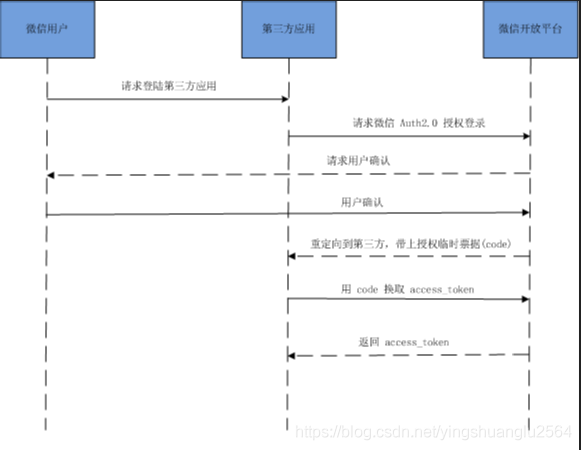 微信用户
第三方应用
微信开放平台
请求登陆第三方应用
请求微信 Auth2.0 授权登录
请求用户确认
用户确认
重定向到第三方，带上授权临时票据(code)
用 code 换取 access_token
返回 access_token
https://blog.csdn.net/yingshuanglu2564